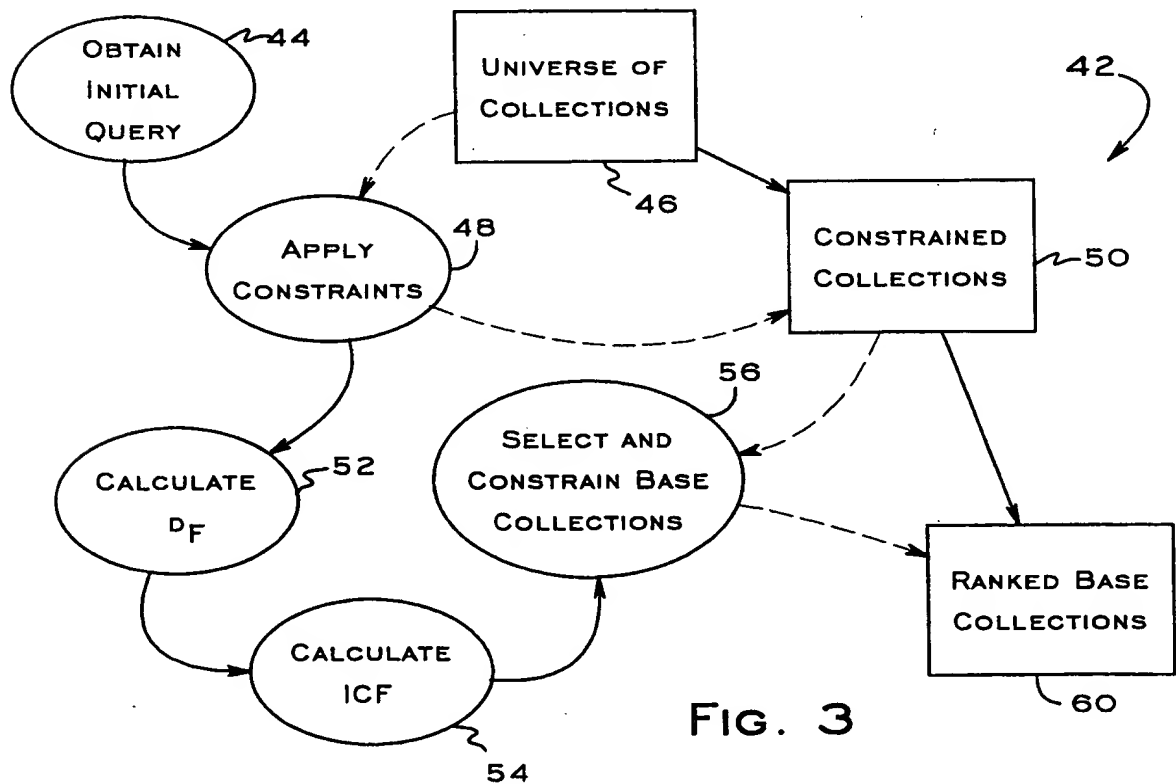 OBTAIN
INITIAL
QUERY
44
UNIVERSE OF
COLLECTIONS
46
42
APPLY
CONSTRAINTS
48
CONSTRAINED
COLLECTIONS
50
CALCULATE
DF
52
56
SELECT AND
CONSTRAIN BASE
COLLECTIONS
RANKED BASE
COLLECTIONS
60
CALCULATE
ICF
54
FIG. 3